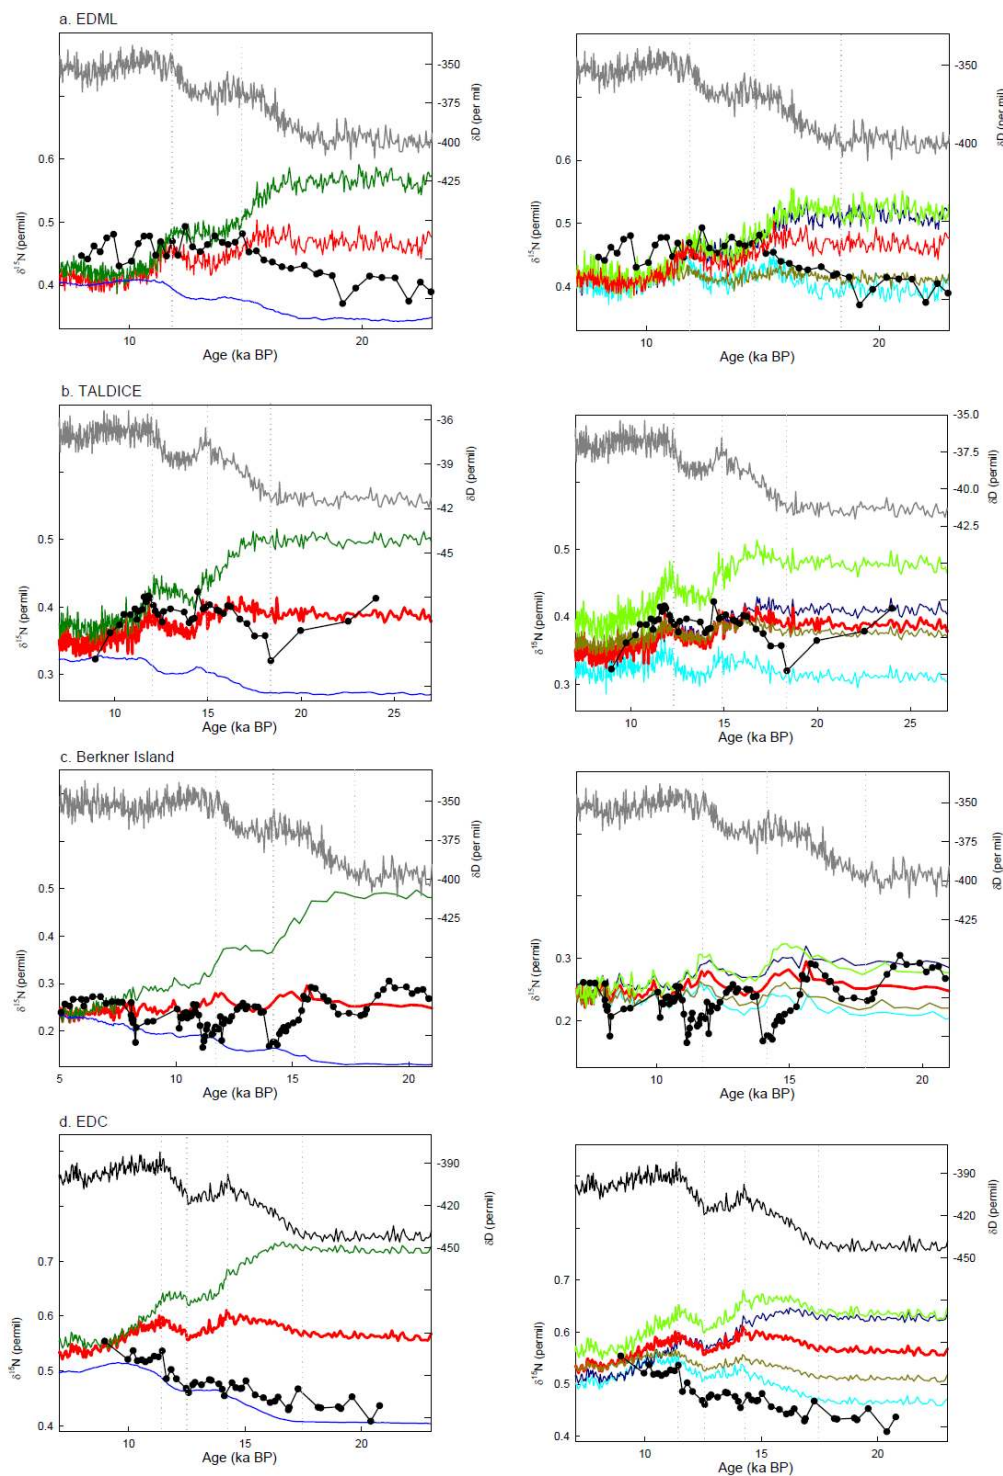 a. EDML
-350
-375
-400
-425
δD (per mil)
0.6
0.5
0.4
δ¹⁵N (permil)
10
20
Age (ka BP)
-350
-375
-400
δD (per mil)
0.6
0.5
0.4
δ¹⁵N (permil)
10
20
Age (ka BP)
b. TALDICE
-36
-39
-42
-44
δD (permil)
0.5
0.4
0.3
δ¹⁵N (permil)
10
15
20
25
Age (ka BP)
-35.0
-37.5
-40.0
-42.5
δD (permil)
0.5
0.4
0.3
δ¹⁵N (permil)
10
15
20
25
Age (ka BP)
c. Berkner Island
-350
-375
-400
-425
δD (per mil)
0.5
0.4
0.3
0.2
δ¹⁵N (permil)
5
10
15
20
Age (ka BP)
-350
-375
-400
-425
δD (per mil)
0.3
0.2
δ¹⁵N (permil)
10
15
20
Age (ka BP)
d. EDC
-390
-420
-450
δD (permil)
0.7
0.6
0.5
0.4
δ¹⁵N (permil)
10
15
20
Age (ka BP)
-390
-420
-450
δD (permil)
0.7
0.6
0.5
0.4
δ¹⁵N (permil)
10
15
20
Age (ka BP)